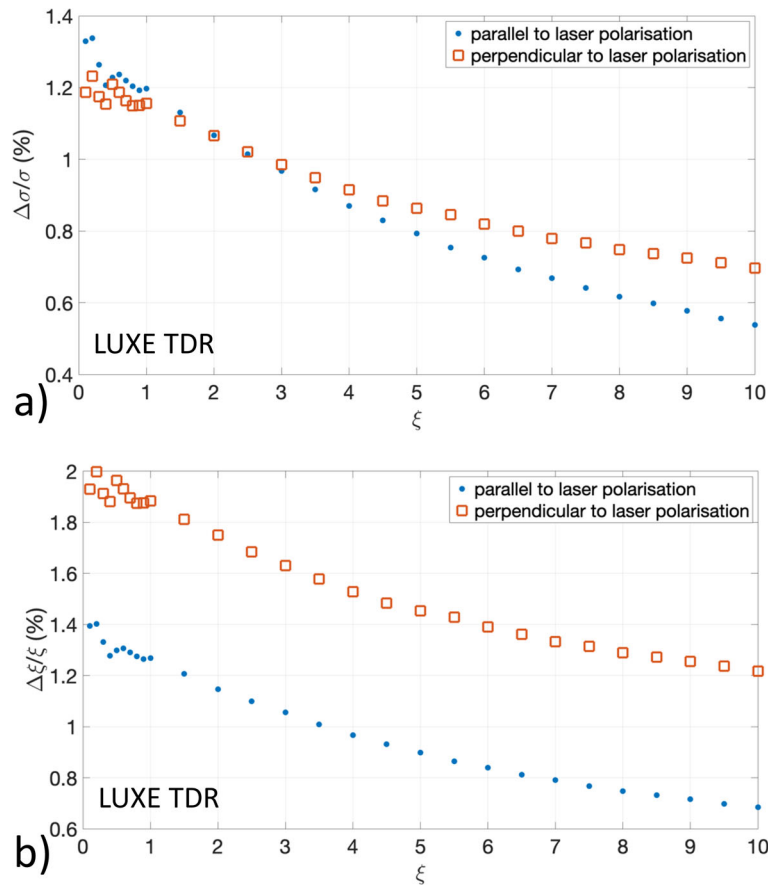 1.4
1.2
1
0.8
0.6
0.4
Δσ/σ (%)
parallel to laser polarisation
perpendicular to laser polarisation
LUXE TDR
a)
0 1 2 3 4 5 6 7 8 9 10
ξ
2
1.8
1.6
1.4
1.2
1
0.8
0.6
Δξ/ξ (%)
parallel to laser polarisation
perpendicular to laser polarisation
LUXE TDR
b)
0 1 2 3 4 5 6 7 8 9 10
ξ